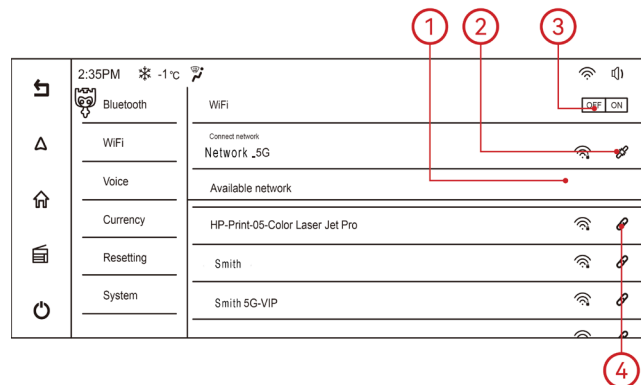 1 2 3
2:35PM -1℃
Bluetooth
WiFi
OFF ON
WiFi
Connect network
Network _5G
Voice
Available network
Currency
HP-Print-05-Color Laser Jet Pro
Resetting
Smith
System
Smith 5G-VIP
4